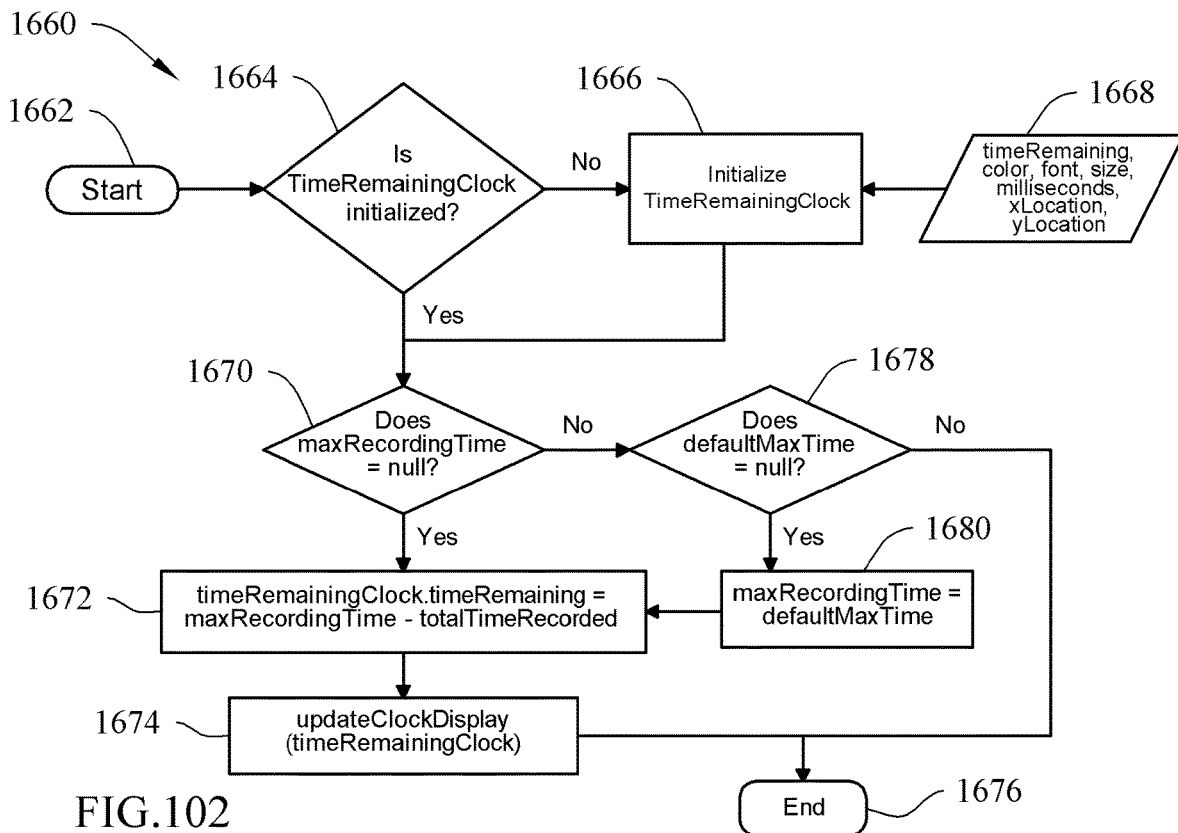 1660
1662
Start
1664
Is
TimeRemainingClock
initialized?
No
1666
Initialize
TimeRemainingClock
1668
timeRemaining,
color, font, size,
milliseconds,
xLocation,
yLocation
Yes
1670
Does
maxRecordingTime
= null?
No
1678
Does
defaultMaxTime
= null?
No
Yes
Yes
1680
maxRecordingTime =
defaultMaxTime
1672
timeRemainingClock.timeRemaining =
maxRecordingTime - totalTimeRecorded
1674
updateClockDisplay
(timeRemainingClock)
End
1676
FIG.102